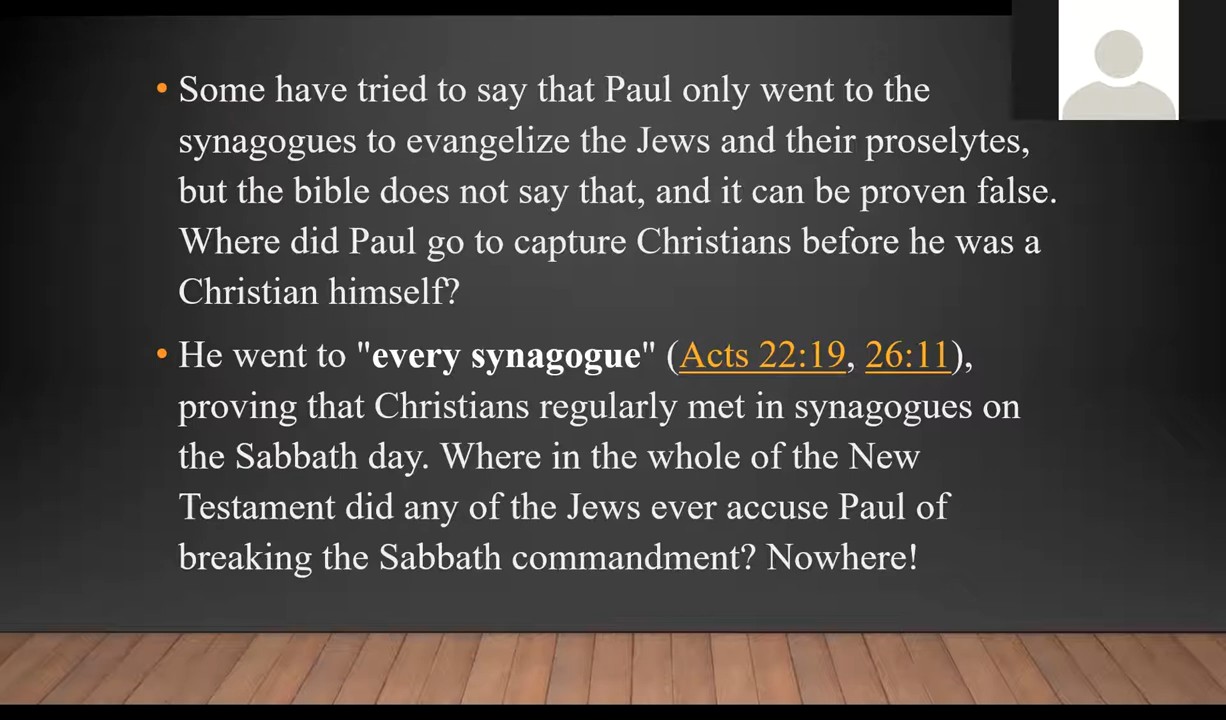 • Some have tried to say that Paul only went to the
synagogues to evangelize the Jews and their proselytes,
but the bible does not say that, and it can be proven false.
Where did Paul go to capture Christians before he was a
Christian himself?
• He went to "every synagogue" (Acts 22:19, 26:11),
proving that Christians regularly met in synagogues on
the Sabbath day. Where in the whole of the New
Testament did any of the Jews ever accuse Paul of
breaking the Sabbath commandment? Nowhere!